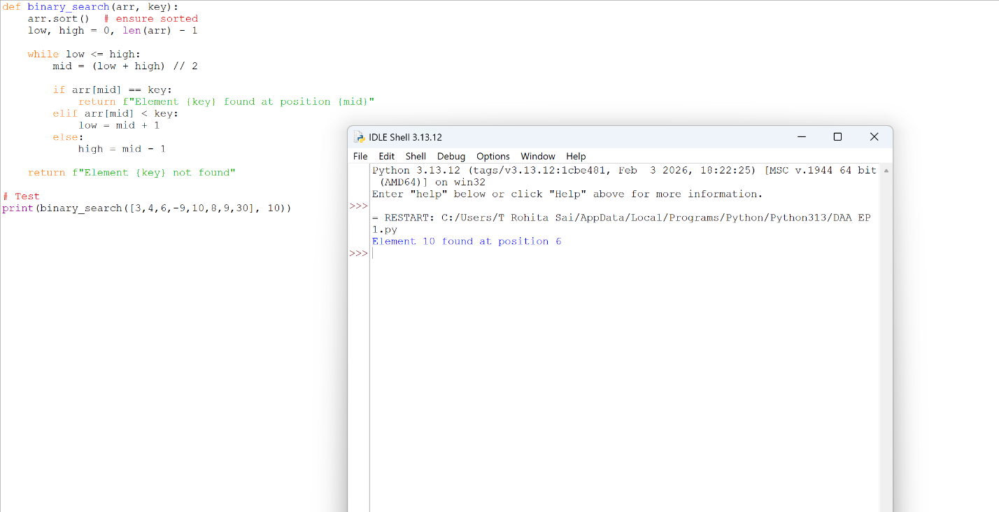 def binary_search(arr, key):
    arr.sort()  # ensure sorted
    low, high = 0, len(arr) - 1

    while low <= high:
        mid = (low + high) // 2

        if arr[mid] == key:
            return f"Element {key} found at position {mid}"
        elif arr[mid] < key:
            low = mid + 1
        else:
            high = mid - 1

    return f"Element {key} not found"

# Test
print(binary_search([3,4,6,-9,10,8,9,30], 10))
IDLE Shell 3.13.12
File Edit Shell Debug Options Window Help
Python 3.13.12 (tags/v3.13.12:1cbe481, Feb  3 2026, 18:22:25) [MSC v.1944 64 bit
 (AMD64)] on win32
Enter "help" below or click "Help" above for more information.
>>>
= RESTART: C:/Users/T Rohita Sai/AppData/Local/Programs/Python/Python313/DAA EP
1.py
Element 10 found at position 6
>>>